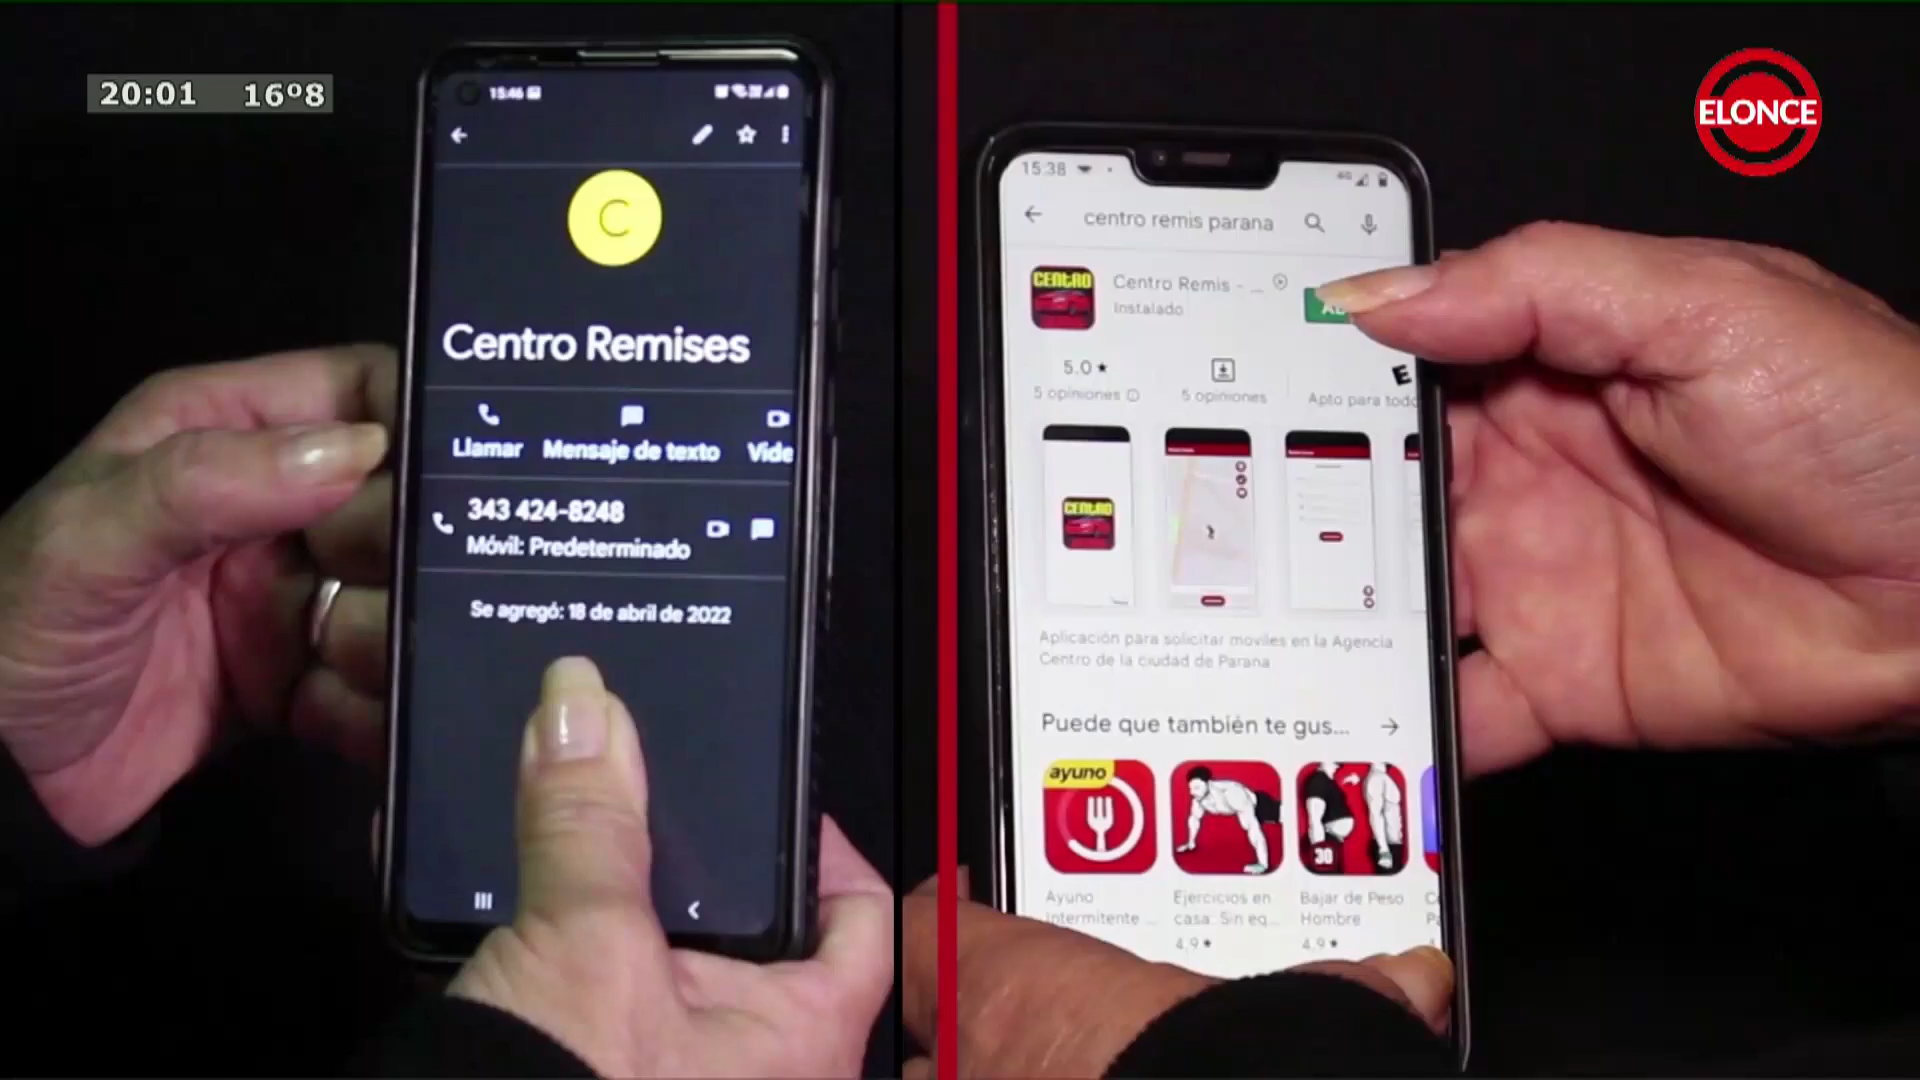 20:01 16º8
ELONCE
15:46
C
Centro Remises
Llamar Mensaje de texto Vide
343 424-8248
Móvil: Predeterminado
Se agregó: 18 de abril de 2022
15:38
4G
centro remis parana
CENTRO
Centro Remis - ...
Instalado
5.0 ★
5 opiniones
5 opiniones
E
Apto para todo
CENTRO
Aplicación para solicitar moviles en la Agencia
Centro de la ciudad de Parana
Puede que también te gus... →
ayuno
30
Ayuno
Intermitente ...
Ejercicios en
casa: Sin eq...
4.9 ★
Bajar de Peso
Hombre
4.9 ★